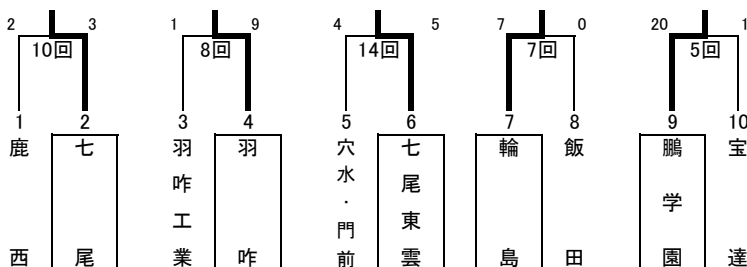 2 3 1 9 4 5 7 0 20 1
10回 8回 14回 7回 5回
1 2 3 4 5 6 7 8 9 10
鹿西
七尾
羽咋工業
羽咋
穴水・門前
七尾東雲
輪島
飯田
鵬学園
宝達